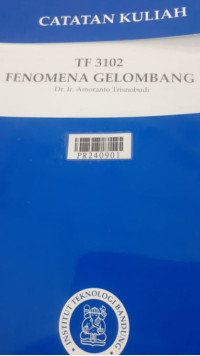 CATATAN KULIAH
TF 3102
FENOMENA GELOMBANG
Dr. Ir. Amoranto Trisnobudi
PR240901
INSTITUT TEKNOLOGI BANDUNG